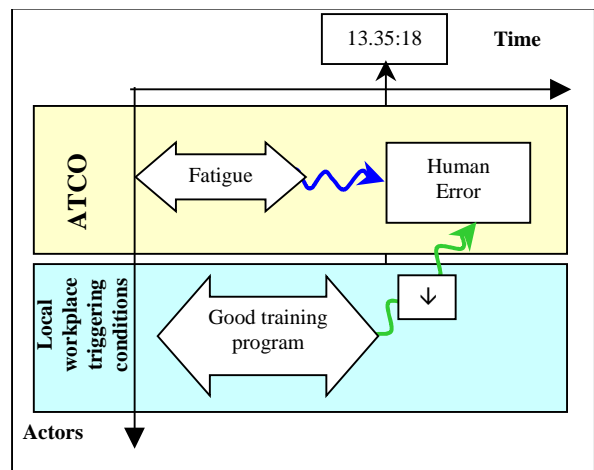 13.35:18
Time
ATCO
Fatigue
Human
Error
Local
workplace
triggering
conditions
Good training
program
↓
Actors